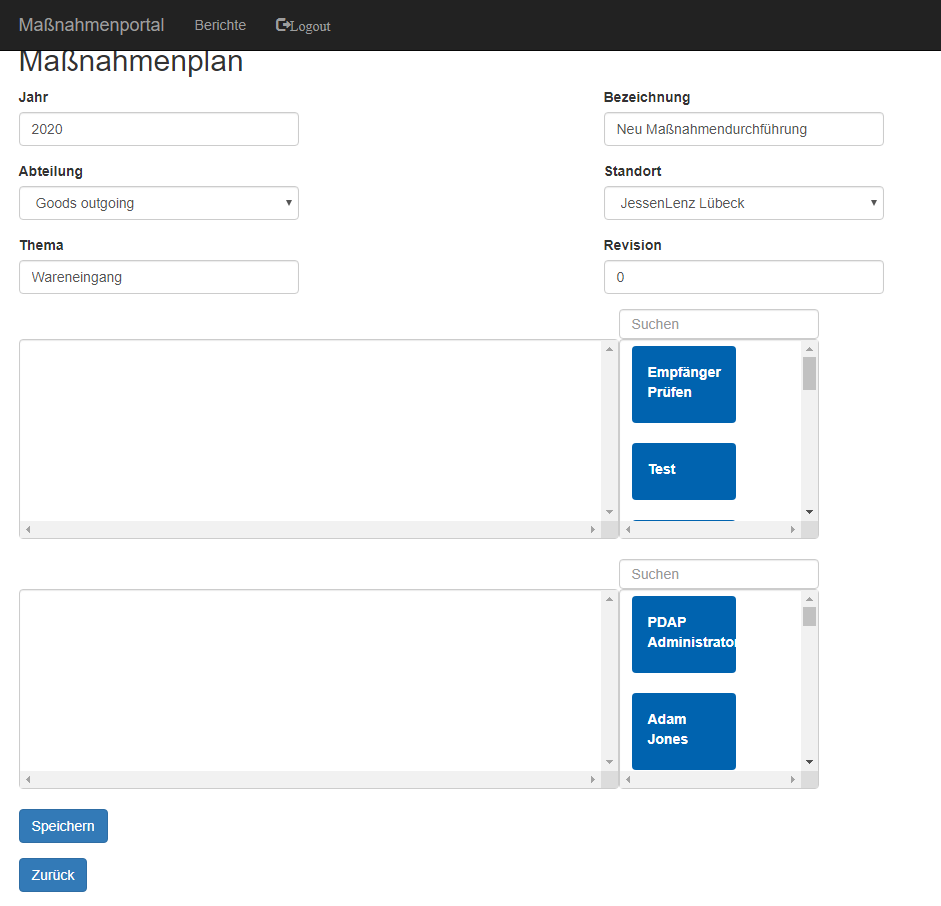 Maßnahmenportal Berichte Logout
Maßnahmenplan
Jahr Bezeichnung
2020 Neu Maßnahmendurchführung
Abteilung Standort
Goods outgoing JessenLenz Lübeck
Thema Revision
Wareneingang 0
Suchen
Empfänger
Prüfen
Test
Suchen
PDAP
Administrator
Adam
Jones
Speichern
Zurück